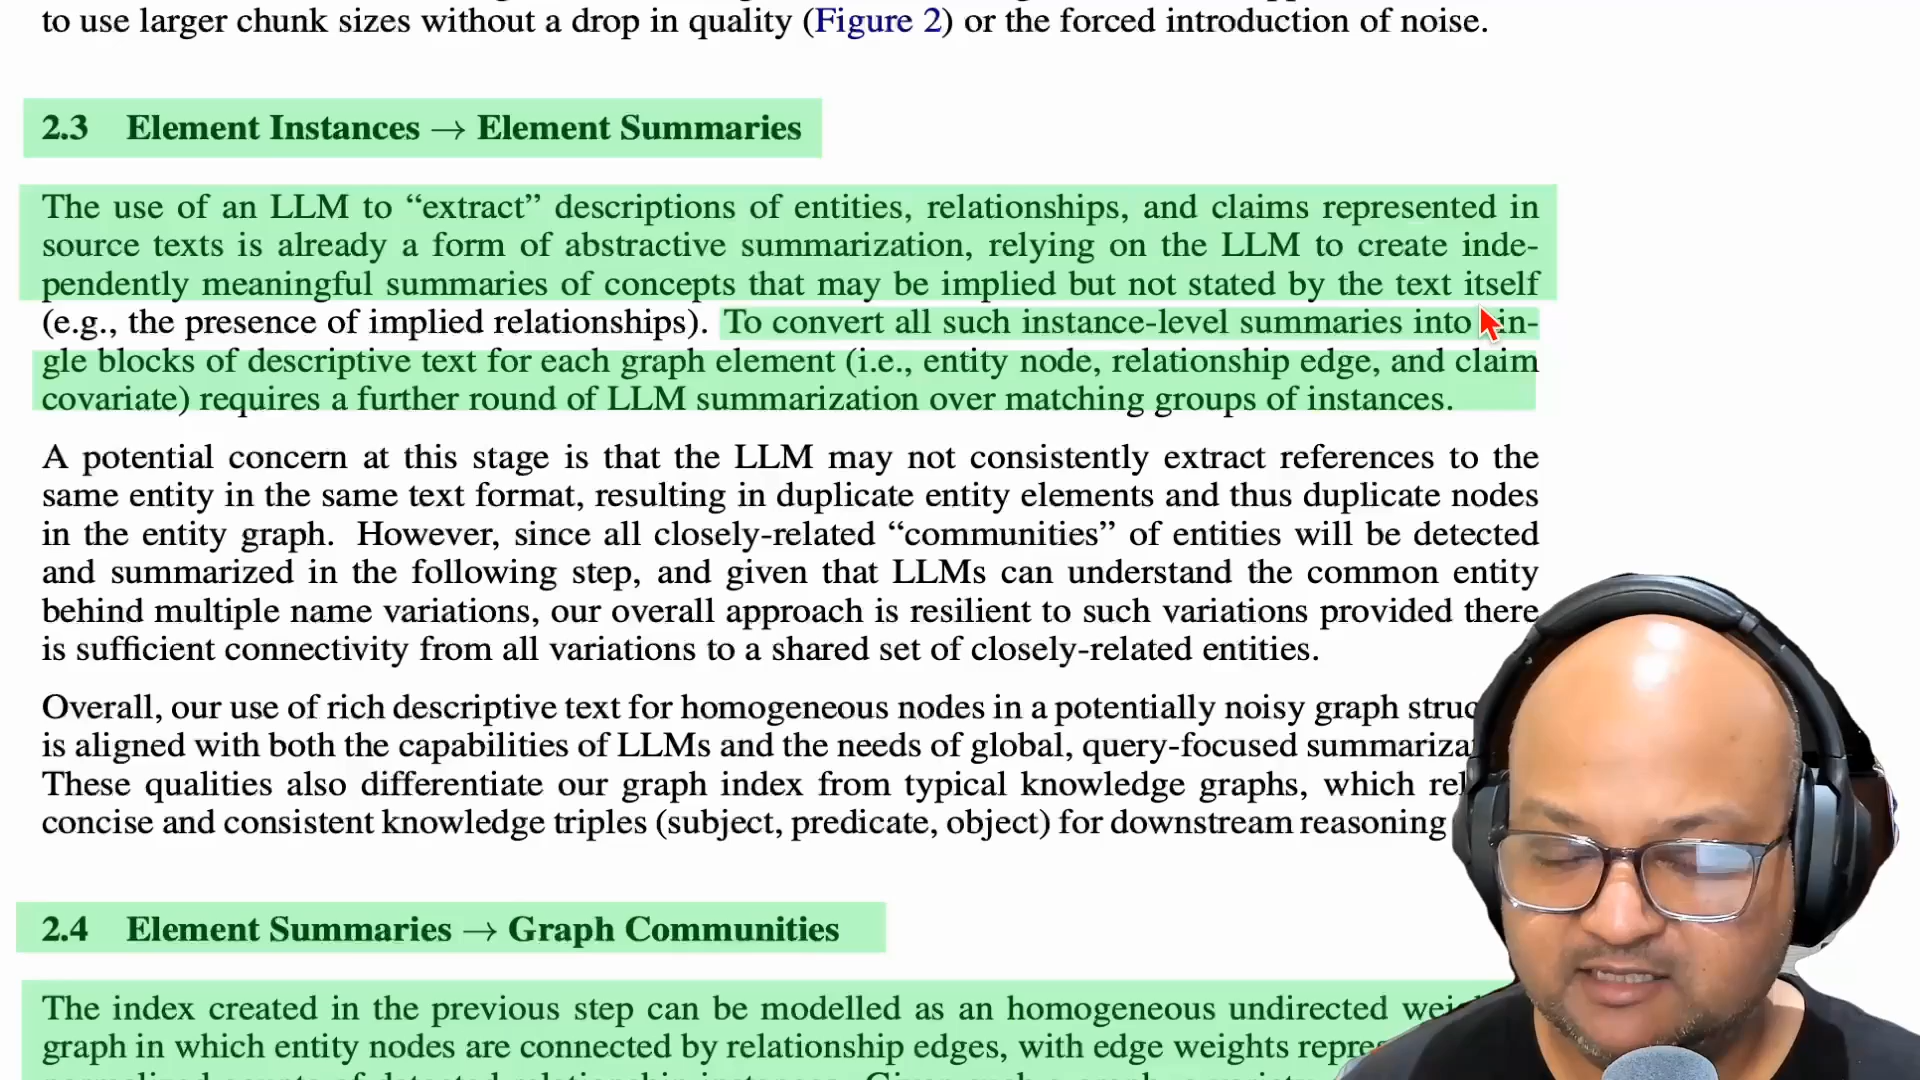 to use larger chunk sizes without a drop in quality (Figure 2) or the forced introduction of noise.
2.3 Element Instances → Element Summaries
The use of an LLM to “extract” descriptions of entities, relationships, and claims represented in
source texts is already a form of abstractive summarization, relying on the LLM to create inde-
pendently meaningful summaries of concepts that may be implied but not stated by the text itself
(e.g., the presence of implied relationships). To convert all such instance-level summaries into in-
gle blocks of descriptive text for each graph element (i.e., entity node, relationship edge, and claim
covariate) requires a further round of LLM summarization over matching groups of instances.
A potential concern at this stage is that the LLM may not consistently extract references to the
same entity in the same text format, resulting in duplicate entity elements and thus duplicate nodes
in the entity graph. However, since all closely-related “communities” of entities will be detected
and summarized in the following step, and given that LLMs can understand the common entity
behind multiple name variations, our overall approach is resilient to such variations provided there
is sufficient connectivity from all variations to a shared set of closely-related entities.
Overall, our use of rich descriptive text for homogeneous nodes in a potentially noisy graph struc
is aligned with both the capabilities of LLMs and the needs of global, query-focused summariza
These qualities also differentiate our graph index from typical knowledge graphs, which rel
concise and consistent knowledge triples (subject, predicate, object) for downstream reasoning
2.4 Element Summaries → Graph Communities
The index created in the previous step can be modelled as an homogeneous undirected wei
graph in which entity nodes are connected by relationship edges, with edge weights repre